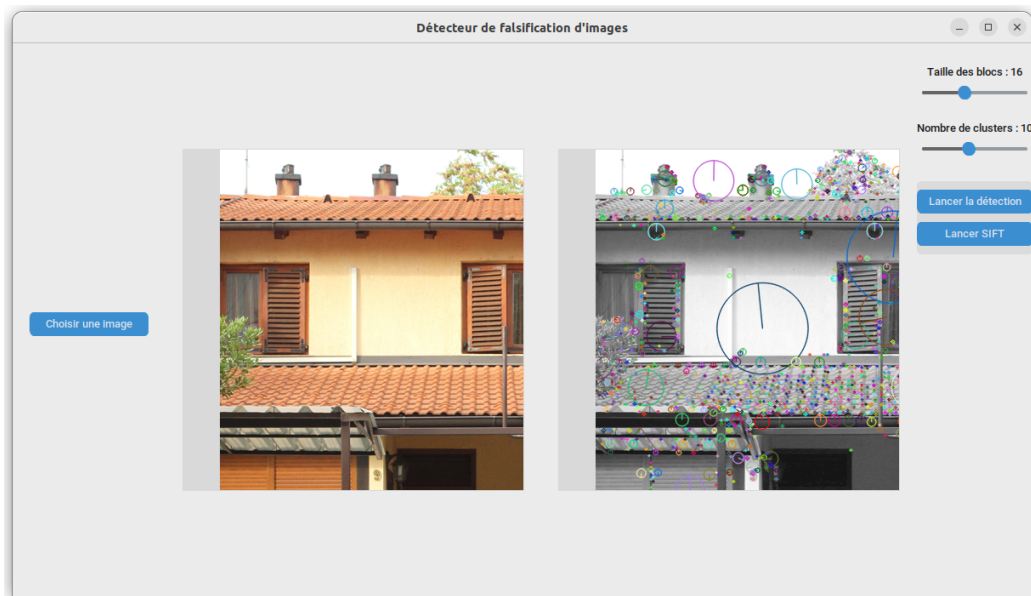 Détecteur de falsification d'images
Taille des blocs : 16
Nombre de clusters : 10
Lancer la détection
Lancer SIFT
Choisir une image